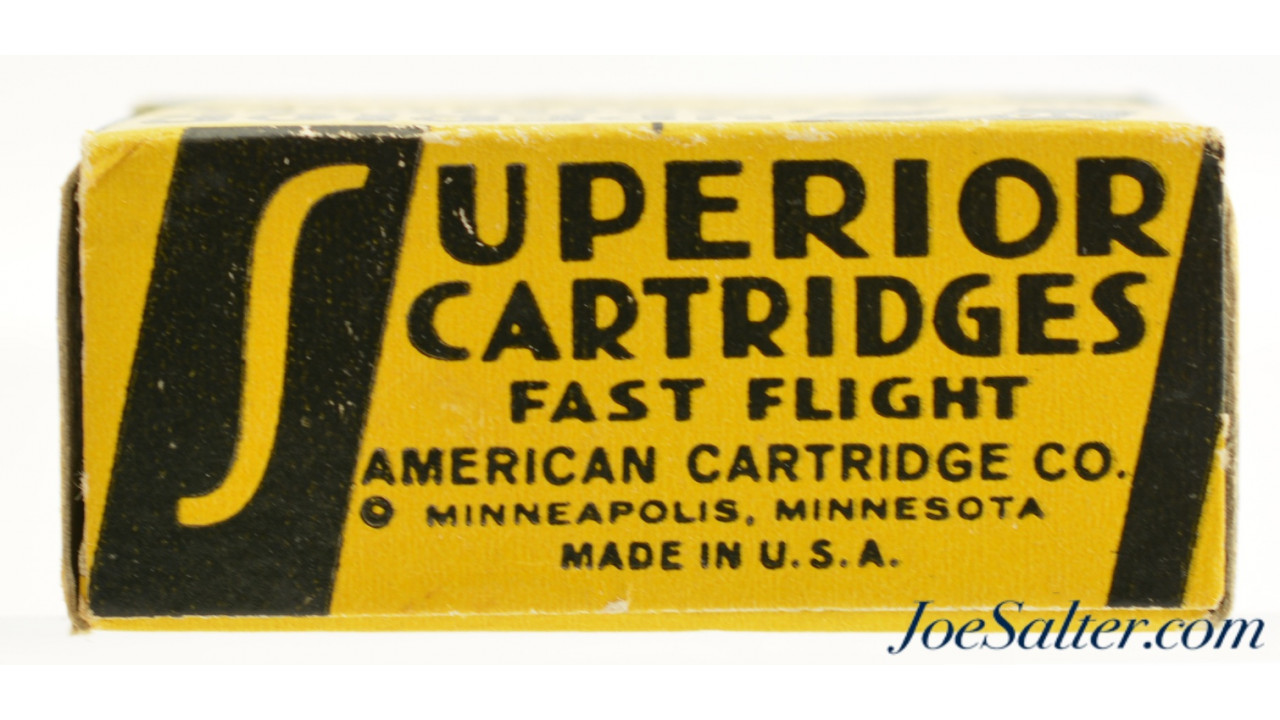 SUPERIOR
CARTRIDGES
FAST FLIGHT
AMERICAN CARTRIDGE CO.
© MINNEAPOLIS, MINNESOTA
MADE IN U.S.A.
JoeSalter.com